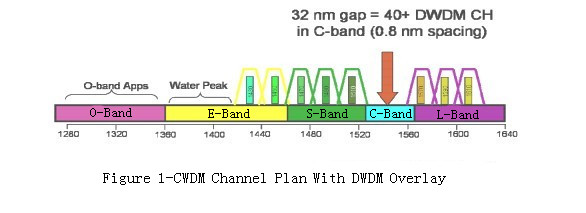 32 nm gap = 40+ DWDM CH
in C-band (0.8 nm spacing)
O-band Apps
Water Peak
O-Band
E-Band
S-Band
C-Band
L-Band
1280
1320
1360
1400
1440
1480
1520
1560
1600
1640
Figure 1-CWDM Channel Plan With DWDM Overlay